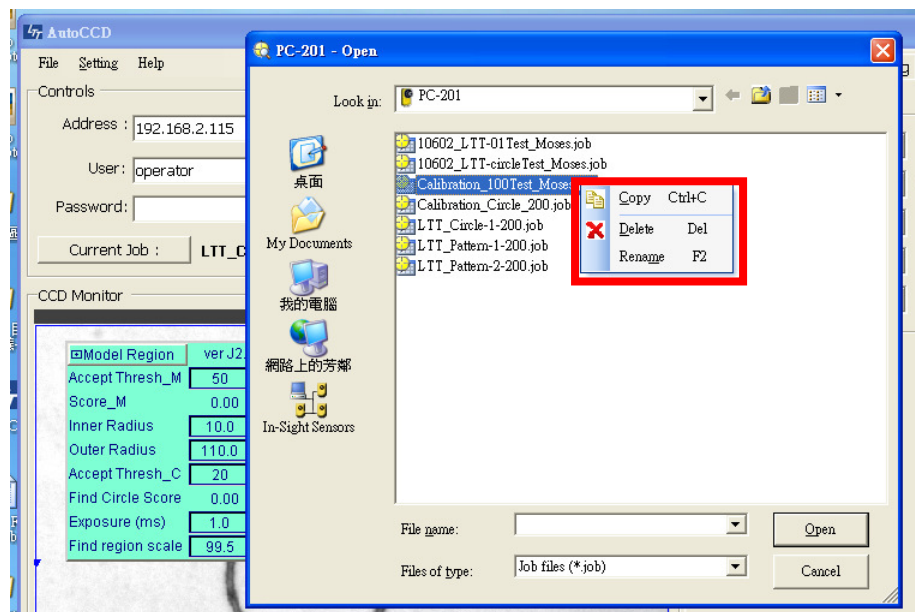 AutoCCD
File Setting Help
Controls
Address : 192.168.2.115
User: operator
Password:
Current Job : LTT_C
CCD Monitor
Model Region ver J2.
Accept Thresh_M 50
Score_M 0.00
Inner Radius 10.0
Outer Radius 110.0
Accept Thresh_C 20
Find Circle Score 0.00
Exposure (ms) 1.0
Find region scale 99.5
PC-201 - Open
Look in: PC-201
桌面
My Documents
我的電腦
網路上的芳鄰
In-Sight Sensors
10602_LTT-01Test_Moses.job
10602_LTT-circleTest_Moses.job
Calibration_100Test_Moses
Calibration_Circle_200.job
LTT_Circle-1-200.job
LTT_Pattern-1-200.job
LTT_Pattern-2-200.job
Copy Ctrl+C
Delete Del
Rename F2
File name:
Open
Files of type: Job files (*.job)
Cancel